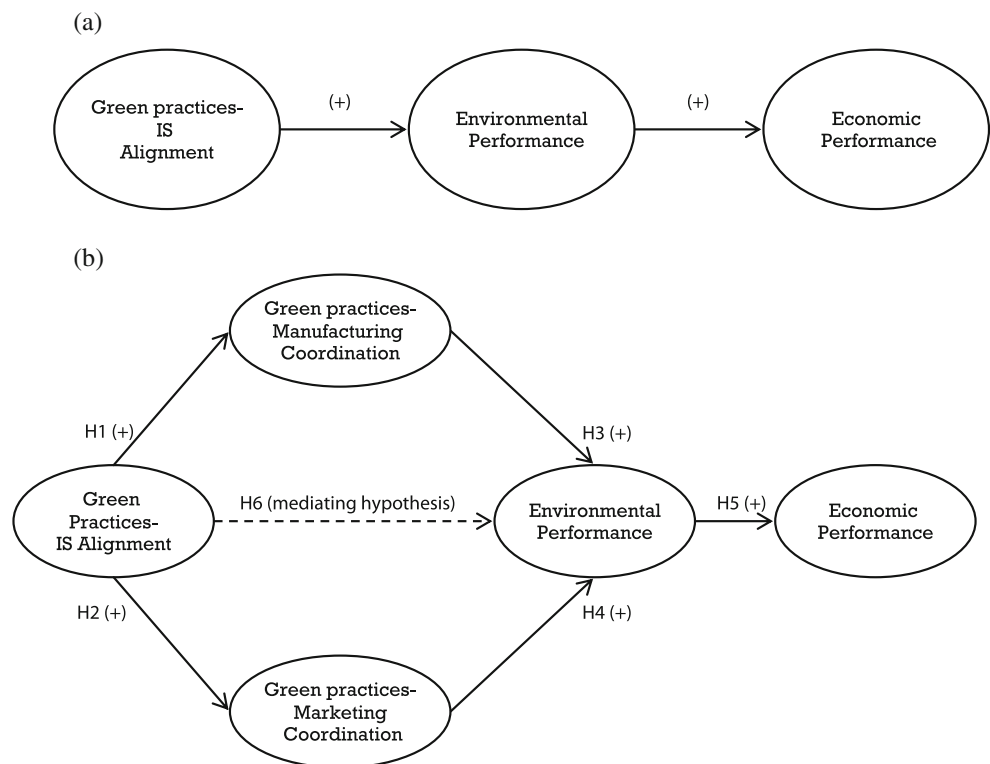 (a)
Green practices-
IS
Alignment
(+)
Environmental
Performance
(+)
Economic
Performance
(b)
Green practices-
Manufacturing
Coordination
H1 (+)
H3 (+)
Green
Practices-
IS Alignment
H6 (mediating hypothesis)
Environmental
Performance
H5 (+)
Economic
Performance
H2 (+)
H4 (+)
Green practices-
Marketing
Coordination